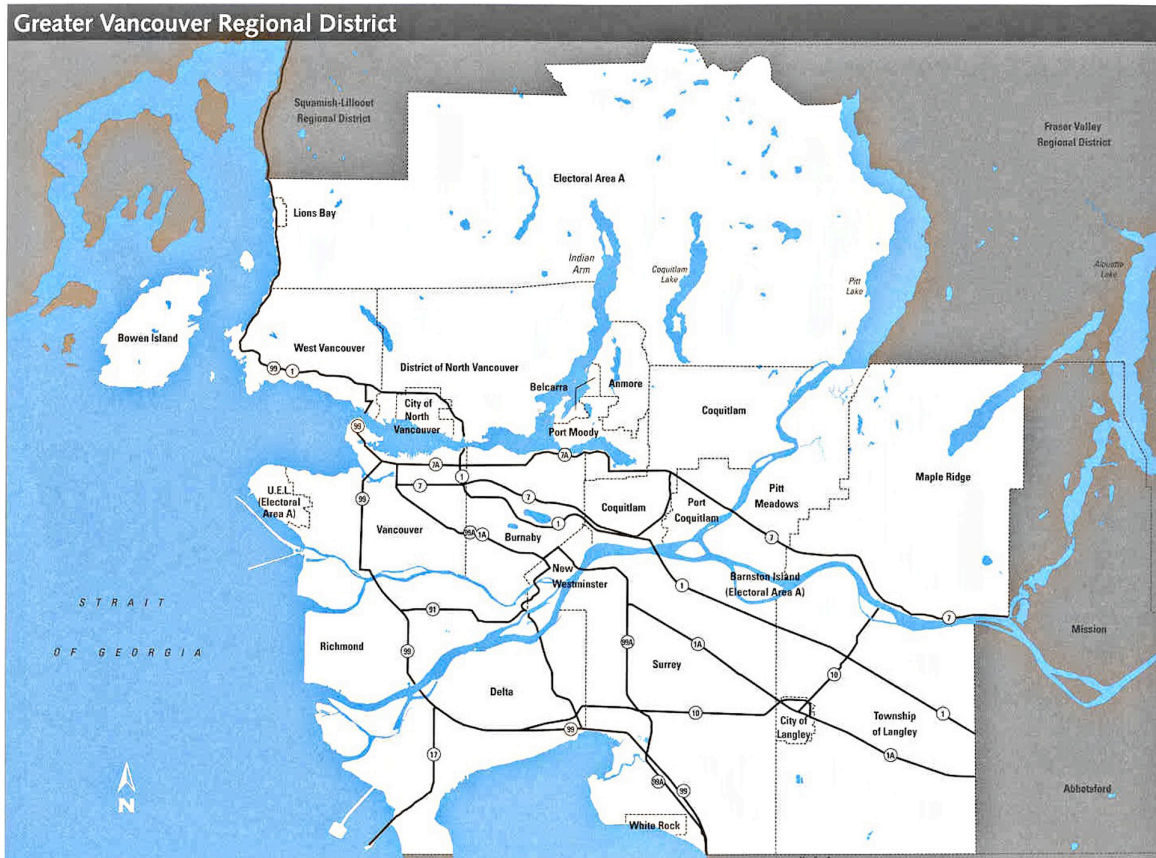 Greater Vancouver Regional District
Squamish-Lillooet
Regional District
Fraser Valley
Regional District
Electoral Area A
Lions Bay
Indian
Arm
Coquitlam
Lake
Pitt
Lake
Alouette
Lake
Bowen Island
West Vancouver
District of North Vancouver
99
1
Belcarra
Anmore
City of
North
Vancouver
Coquitlam
Port Moody
99
7A
7A
1
Maple Ridge
U.E.L.
(Electoral
Area A)
99
7
7
Coquitlam
Port
Coquitlam
Pitt
Meadows
Vancouver
99A
1A
Burnaby
1
7
New
Westminster
Barnston Island
(Electoral Area A)
1
STRAIT
OF GEORGIA
91
7
Mission
Richmond
99
99A
Surrey
1A
10
Delta
10
City of
Langley
Township
of Langley
1
17
99
1A
N
99A
99
Abbotsford
White Rock